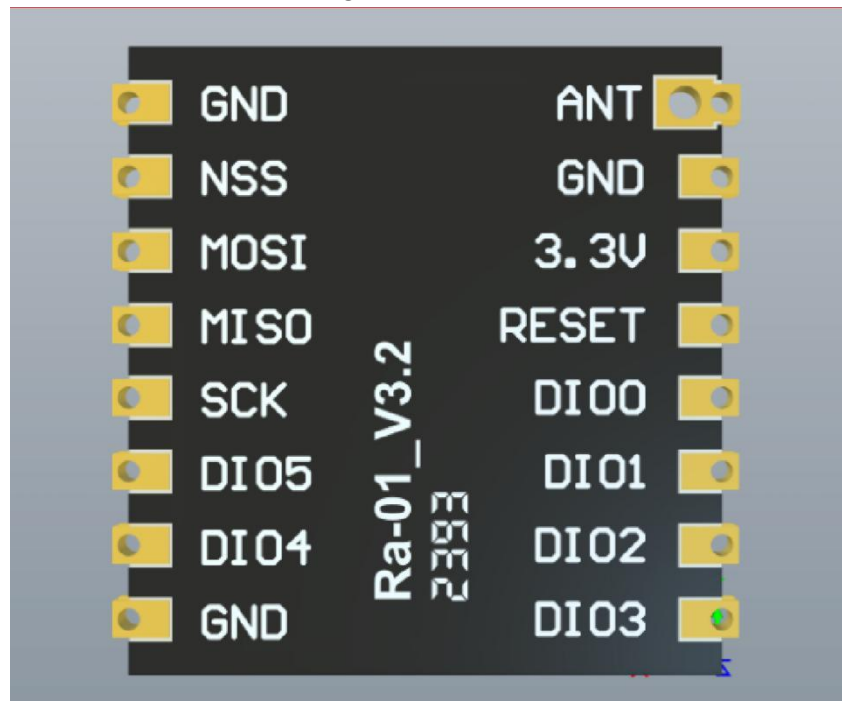 GND ANT
NSS GND
MOSI 3.3V
MISO RESET
SCK DIO0
DIO5 DIO1
DIO4 DIO2
GND DIO3
Ra-01_V3.2
2393